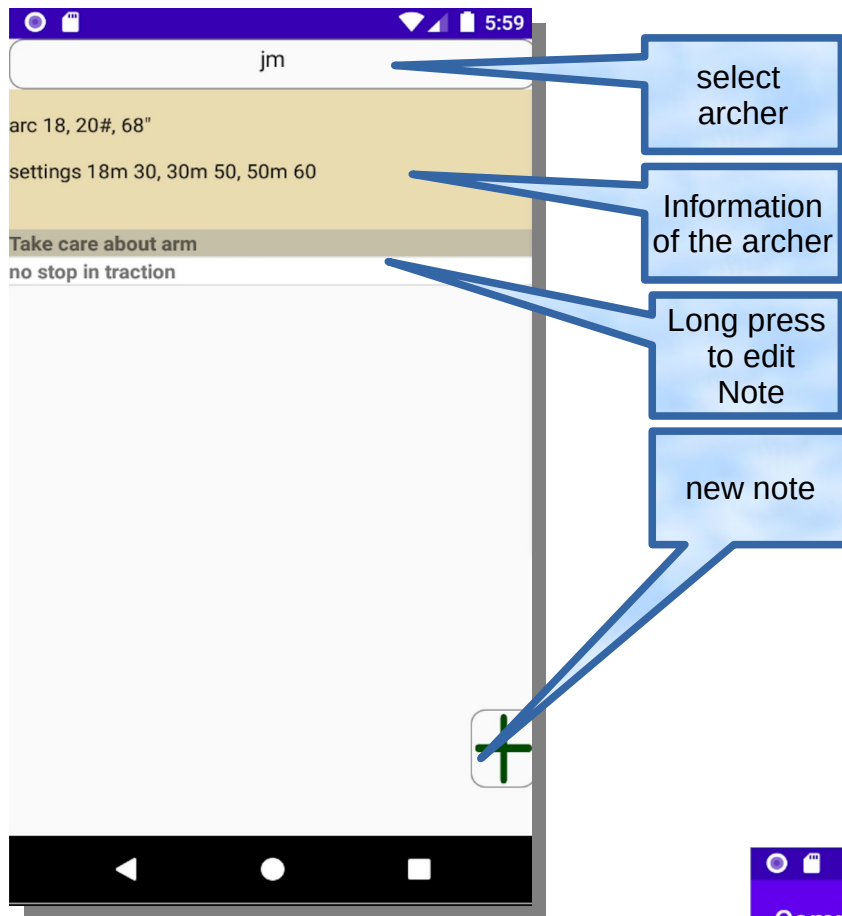 5:59
jm
select
archer
arc 18, 20#, 68"
settings 18m 30, 30m 50, 50m 60
Information
of the archer
Take care about arm
no stop in traction
Long press
to edit
Note
new note